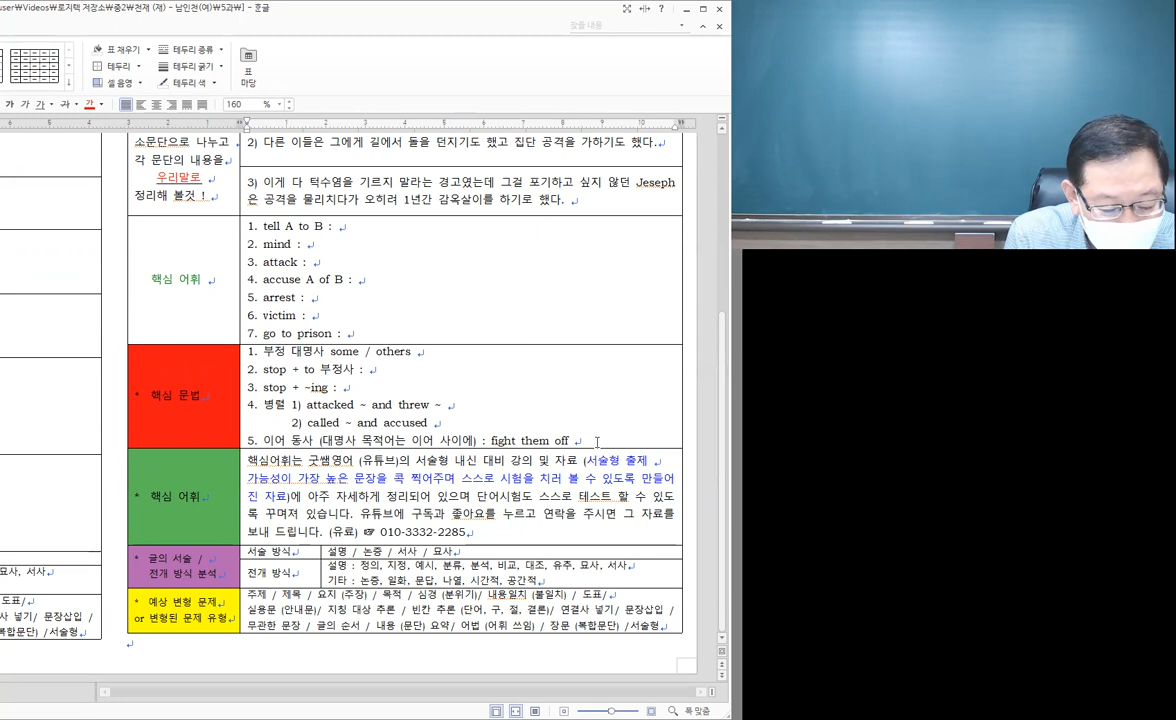 user₩Videos₩로지텍 저장소₩중2₩천재 (재) - 남인천(여)₩5과₩] - 흔글
찾을 내용
표 채우기
테두리 종류
테두리
테두리 굵기
셀 음영
테두리 색
표
마당
가 가 가 가 가
160 %
6 5 4 3 2 1
3 2 1 1 2 3 4 5 6 7 8 9 10
소문단으로 나누고
각 문단의 내용을
우리말로
정리해 볼것 !
2) 다른 이들은 그에게 길에서 돌을 던지기도 했고 집단 공격을 가하기도 했다.
3) 이게 다 턱수염을 기르지 말라는 경고였는데 그걸 포기하고 싶지 않던 Jeseph
은 공격을 물리치다가 오히려 1년간 감옥살이를 하기로 했다.
핵심 어휘
1. tell A to B :
2. mind :
3. attack :
4. accuse A of B :
5. arrest :
6. victim :
7. go to prison :
* 핵심 문법
1. 부정 대명사 some / others
2. stop + to 부정사 :
3. stop + ~ing :
4. 병렬 1) attacked ~ and threw ~
2) called ~ and accused
5. 이어 동사 (대명사 목적어는 이어 사이에) : fight them off
* 핵심 어휘
핵심어휘는 굿쌤영어 (유튜브)의 서술형 내신 대비 강의 및 자료 (서술형 출제
가능성이 가장 높은 문장을 콕 찍어주며 스스로 시험을 치러 볼 수 있도록 만들어
진 자료)에 아주 자세하게 정리되어 있으며 단어시험도 스스로 테스트 할 수 있도
록 꾸며져 있습니다. 유튜브에 구독과 좋아요를 누르고 연락을 주시면 그 자료를
보내 드립니다. (유료) ☞ 010-3332-2285
* 글의 서술 /
전개 방식 분석
서술 방식
설명 / 논증 / 서사 / 묘사
전개 방식
설명 : 정의, 지정, 예시, 분류, 분석, 비교, 대조, 유추, 묘사, 서사
기타 : 논증, 일화, 문답, 나열, 시간적, 공간적
* 예상 변형 문제
or 변형된 문제 유형
주제 / 제목 / 요지 (주장) / 목적 / 심경 (분위기)/ 내용일치 (불일치) / 도표/
실용문 (안내문)/ 지칭 대상 추론 / 빈칸 추론 (단어, 구, 절, 결론)/ 연결사 넣기/ 문장삽입 /
무관한 문장 / 글의 순서 / 내용 (문단) 요약/ 어법 (어휘 쓰임) / 장문 (복합문단) /서술형
묘사, 서사
도표/
사 넣기/ 문장삽입 /
복합문단) /서술형
폭 맞춤